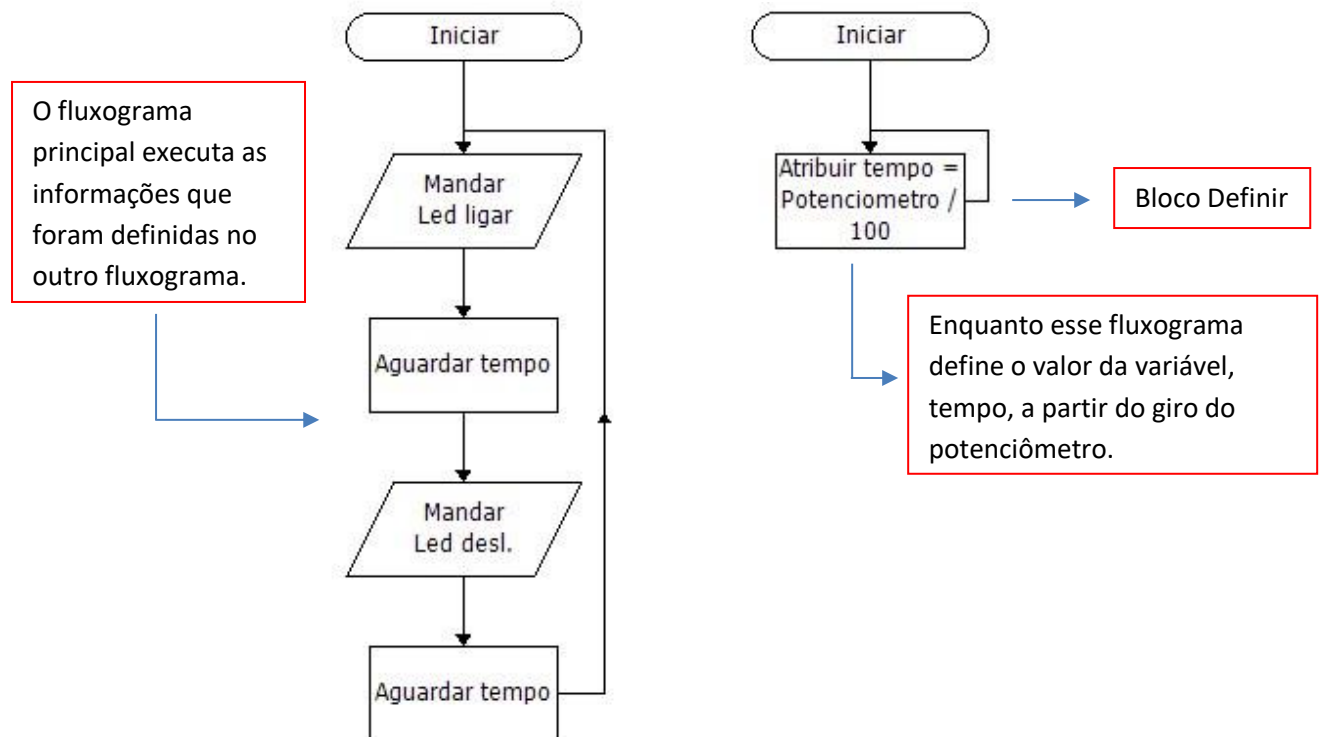 Iniciar
O fluxograma
principal executa as
informações que
foram definidas no
outro fluxograma.
Mandar
Led ligar
Aguardar tempo
Mandar
Led desl.
Aguardar tempo
Iniciar
Atribuir tempo =
Potenciometro /
100
Bloco Definir
Enquanto esse fluxograma
define o valor da variável,
tempo, a partir do giro do
potenciômetro.